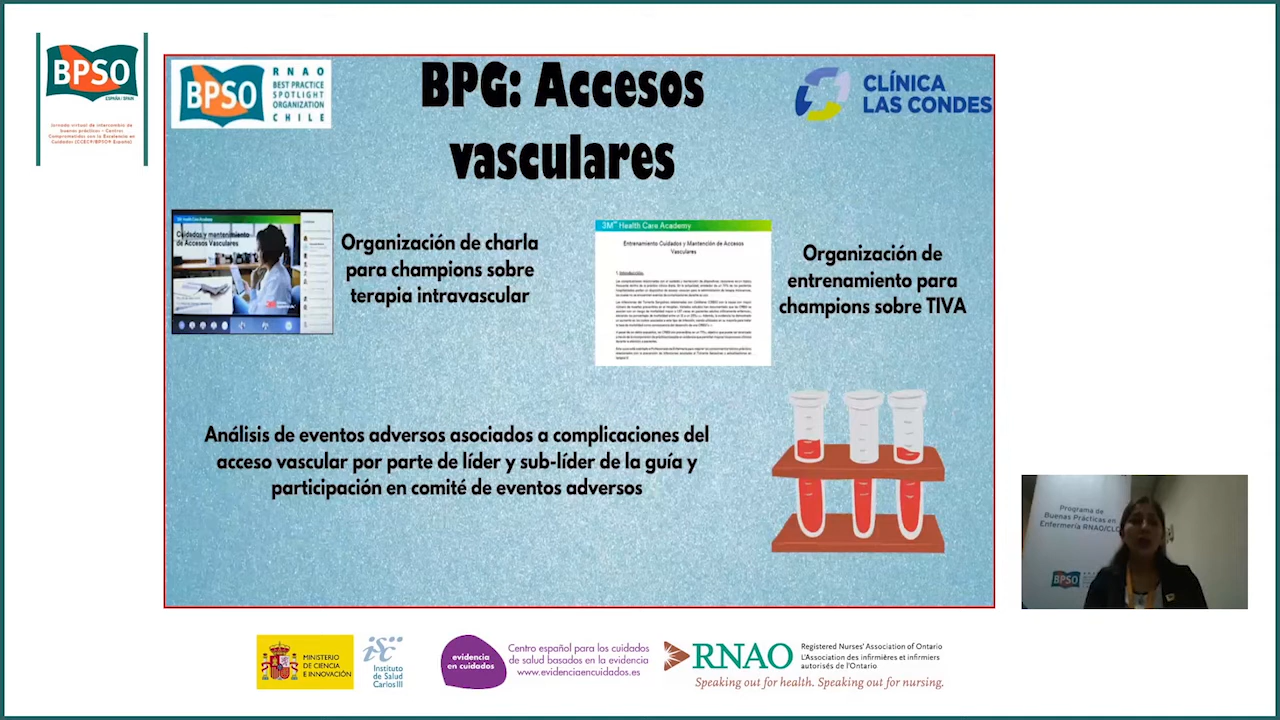 BPSO
ESPAÑA / SPAIN
Jornada virtual de intercambio de
buenas prácticas - Centros
Comprometidos con la Excelencia en
Cuidados (CCEC®/BPSO® España)
BPSO
RNAO
BEST PRACTICE
SPOTLIGHT
ORGANIZATION
CHILE
BPG: Accesos
vasculares
CLÍNICA
LAS CONDES
Cuidados y mantenimiento
de Accesos Vasculares
Organización de charla
para champions sobre
terapia intravascular
3M™ Health Care Academy
Entrenamiento Cuidados y Mantención de Accesos
Vasculares
1. Introducción:
Organización de
entrenamiento para
champions sobre TIVA
Análisis de eventos adversos asociados a complicaciones del
acceso vascular por parte de líder y sub-líder de la guía y
participación en comité de eventos adversos
Programa de
Buenas Prácticas en
Enfermería RNAO/CLC
BPSO
MINISTERIO
DE CIENCIA
E INNOVACIÓN
isc
Instituto
de Salud
Carlos III
evidencia
en cuidados
Centro español para los cuidados
de salud basados en la evidencia
www.evidenciaencuidados.es
RNAO
Registered Nurses' Association of Ontario
L'Association des infirmières et infirmiers
autorisés de l'Ontario
Speaking out for health. Speaking out for nursing.